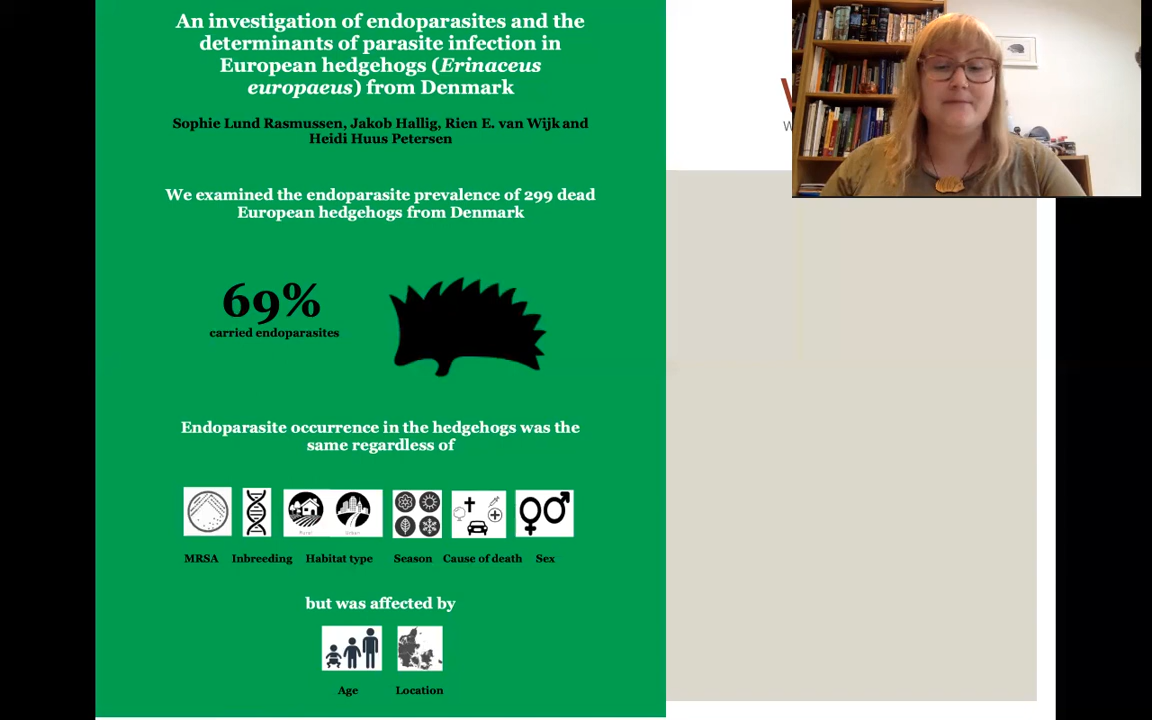 An investigation of endoparasites and the
determinants of parasite infection in
European hedgehogs (Erinaceus
europaeus) from Denmark
Sophie Lund Rasmussen, Jakob Hallig, Rien E. van Wijk and
Heidi Huus Petersen
We examined the endoparasite prevalence of 299 dead
European hedgehogs from Denmark
69%
carried endoparasites
Endoparasite occurrence in the hedgehogs was the
same regardless of
MRSA Inbreeding Habitat type Season Cause of death Sex
but was affected by
Age Location